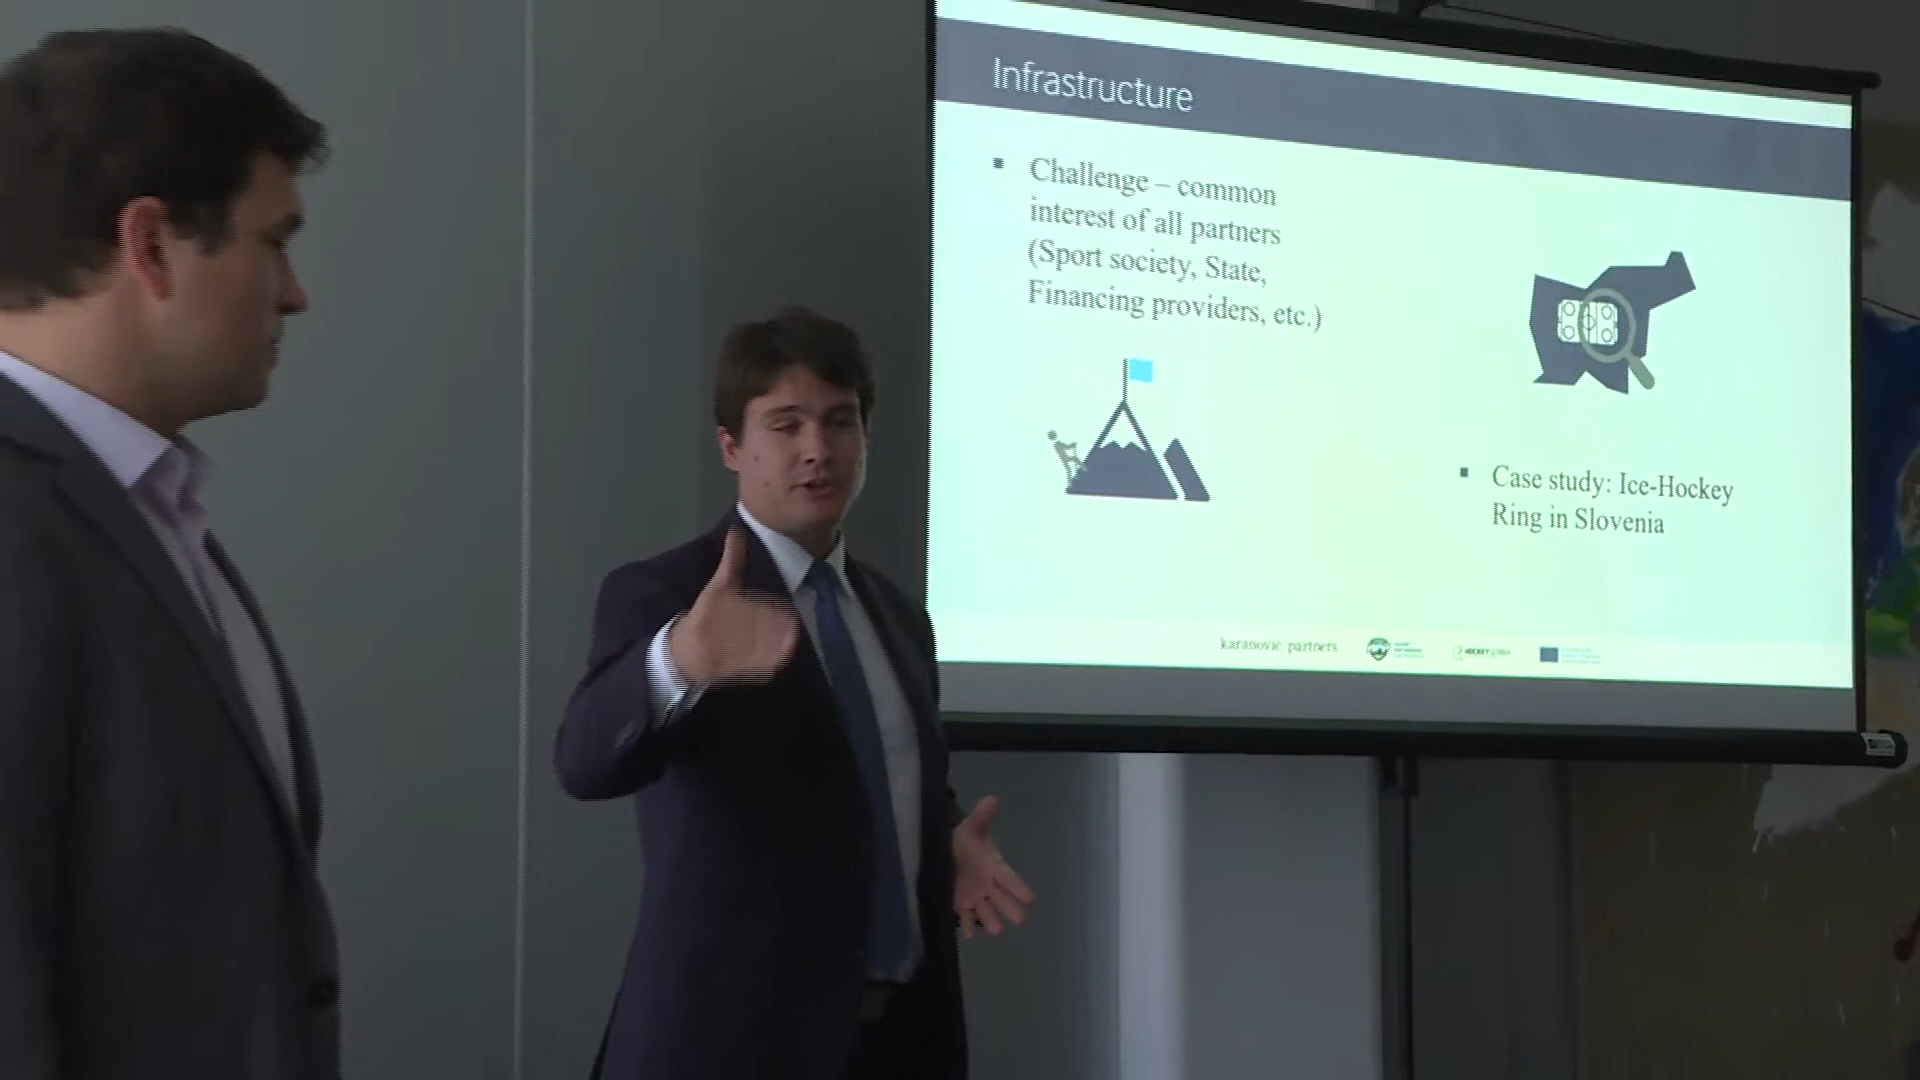 Infrastructure
Challenge – common
interest of all partners
(Sport society, State,
Financing providers, etc.)
Case study: Ice-Hockey
Ring in Slovenia
karanovic partners